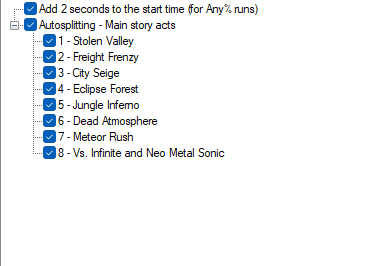 Add 2 seconds to the start time (for Any% runs)
Autosplitting - Main story acts
1 - Stolen Valley
2 - Freight Frenzy
3 - City Seige
4 - Eclipse Forest
5 - Jungle Inferno
6 - Dead Atmosphere
7 - Meteor Rush
8 - Vs. Infinite and Neo Metal Sonic